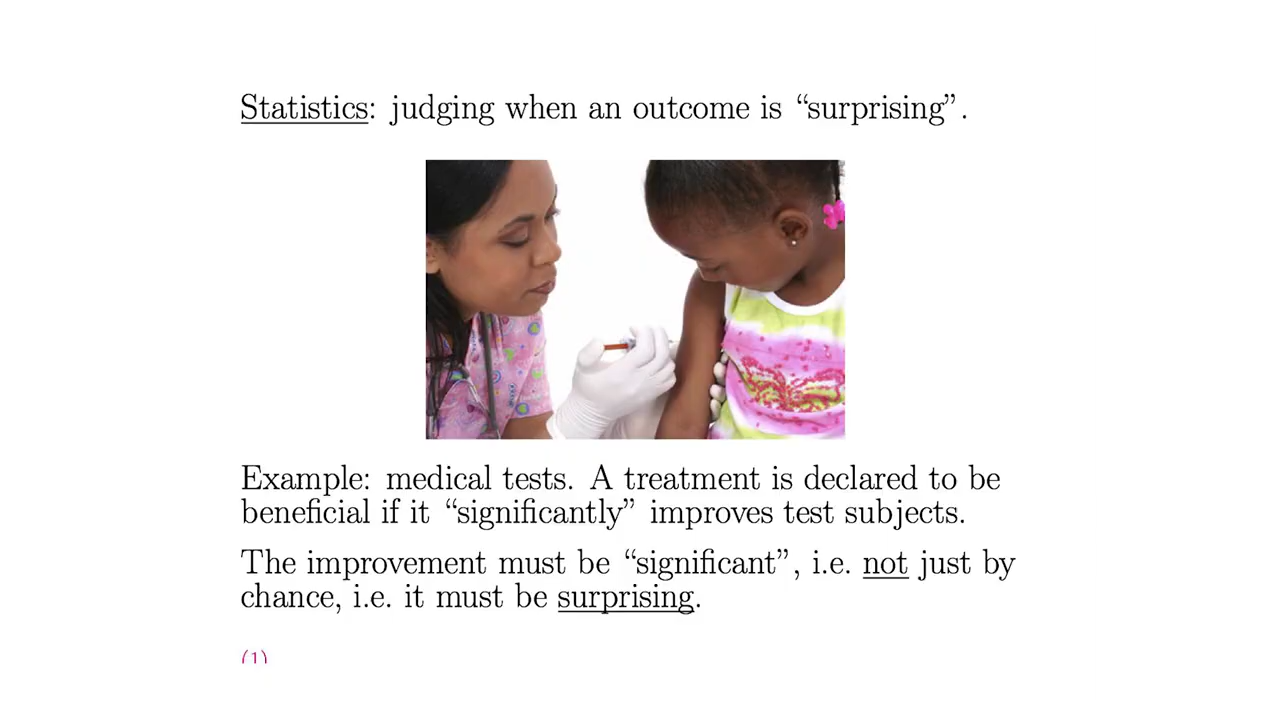 Statistics: judging when an outcome is “surprising”.
Example: medical tests. A treatment is declared to be
beneficial if it “significantly” improves test subjects.
The improvement must be “significant”, i.e. not just by
chance, i.e. it must be surprising.
(1)